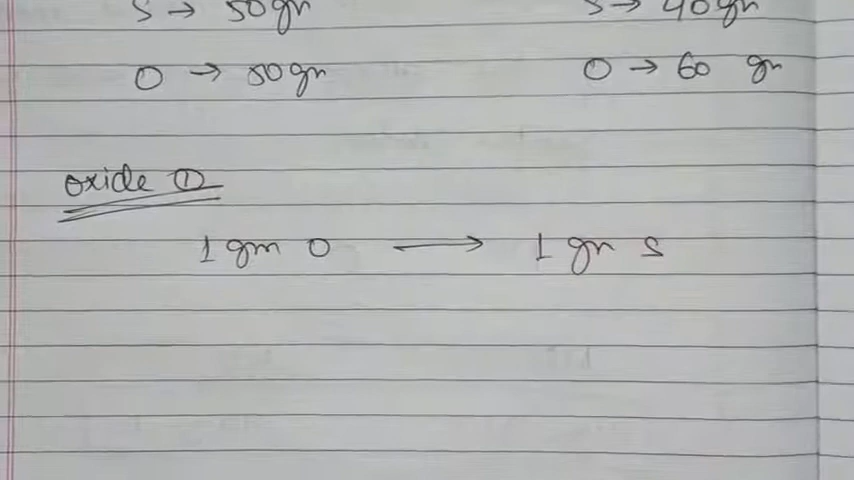 S → 50gm S → 40gm
O → 50gm O → 60 gm
oxide ①
1 gm O ⟶ 1 gm S